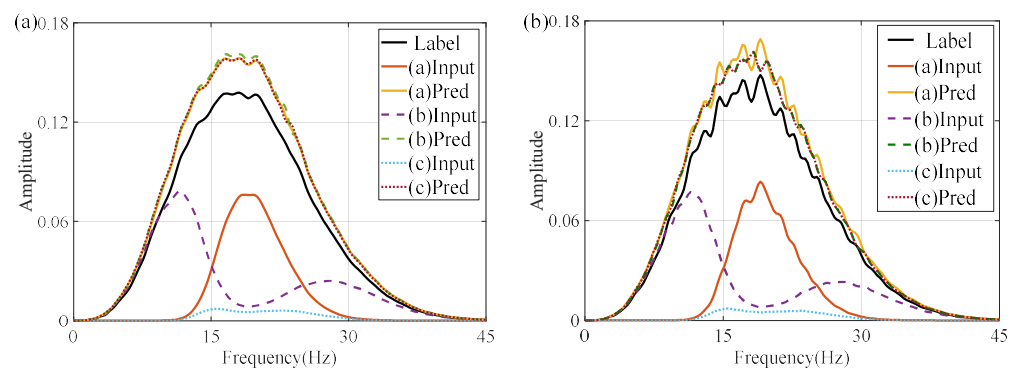 (a)
0.18
0.12
0.06
0
0
15
30
45
Amplitude
Frequency(Hz)
Label
(a)Input
(a)Pred
(b)Input
(b)Pred
(c)Input
(c)Pred
(b)
0.18
0.12
0.06
0
0
15
30
45
Amplitude
Frequency(Hz)
Label
(a)Input
(a)Pred
(b)Input
(b)Pred
(c)Input
(c)Pred